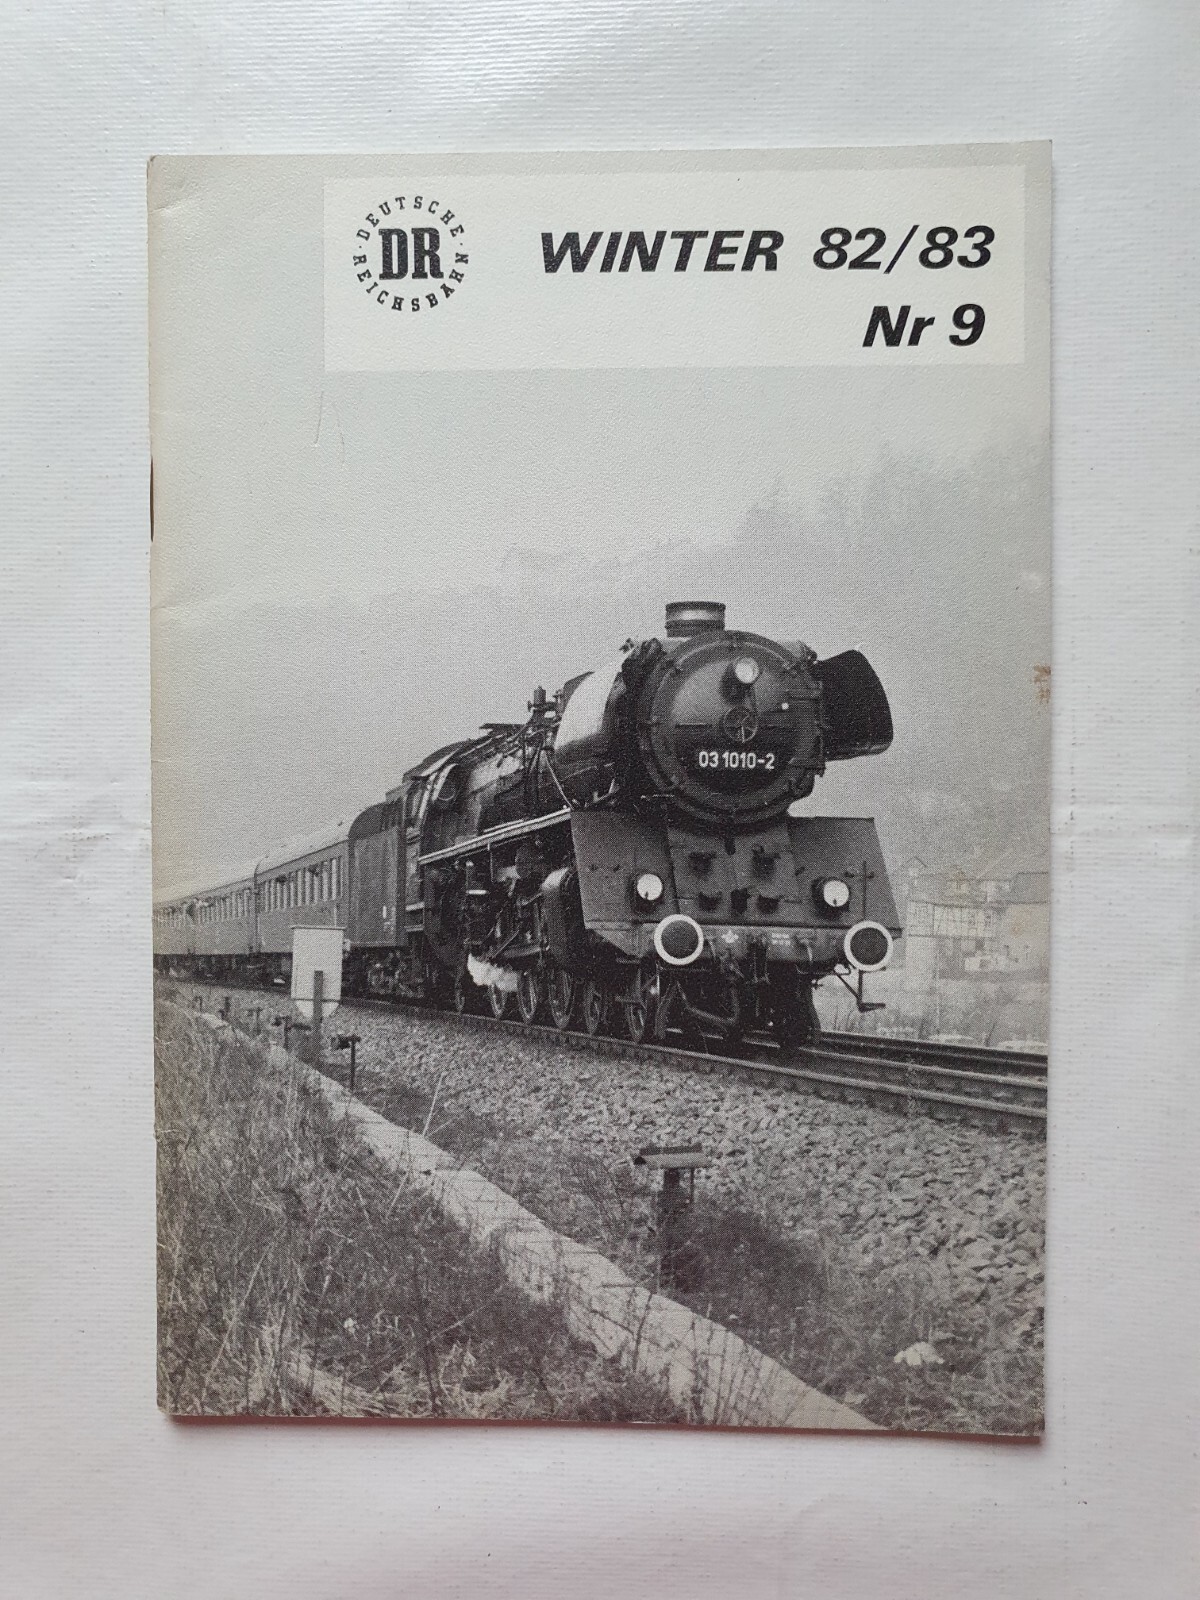 DEUTSCHE
DR
REICHSBAHN
WINTER 82/83
Nr 9
03 1010-2